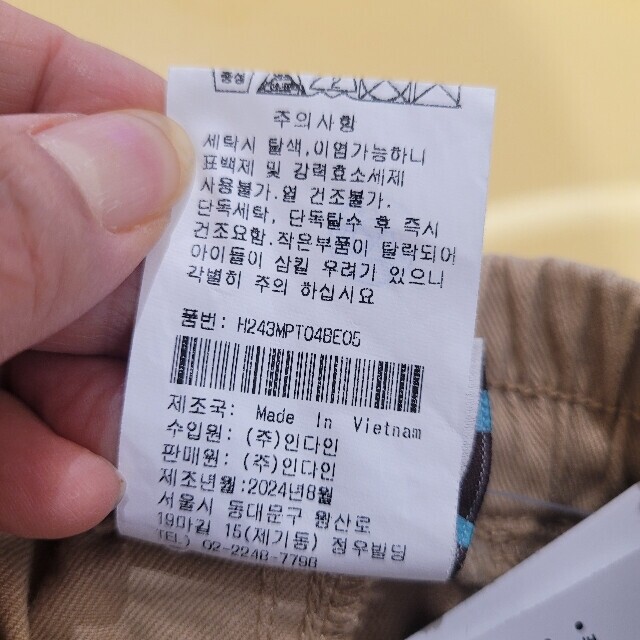 중성
주의사항
세탁시 탈색,이염가능하니
표백제 및 강력효소세제
사용불가.열 건조불가.
단독세탁, 단독탈수 후 즉시
건조요함.작은부품이 탈락되어
아이들이 삼킬 우려가 있으니
각별히 주의 하십시요
품번: H243MPT04BE05
제조국: Made In Vietnam
수입원: (주)인다인
판매원: (주)인다인
제조년월:2024년8월
서울시 동대문구 왕산로
19마길 15(제기동) 정우빌딩
TEL) 02-2248-7798